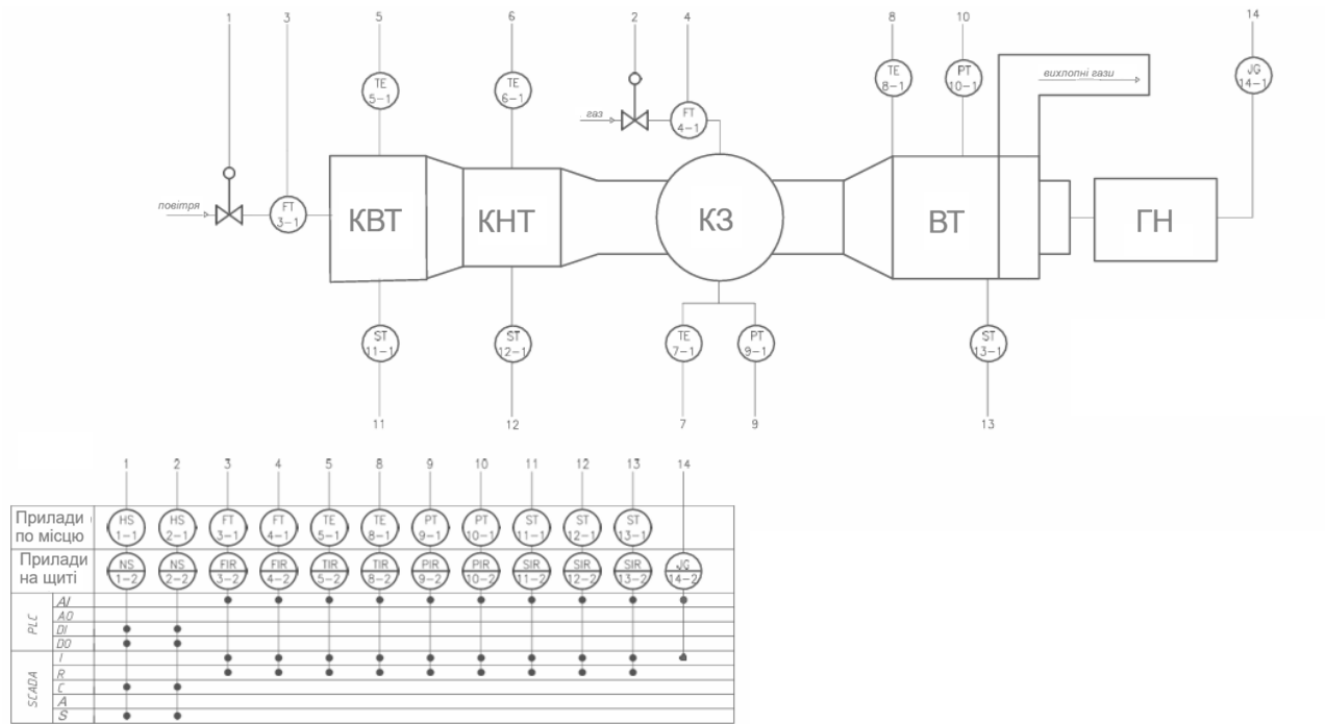 1 3 5 6 2 4 8 10 14
TE 5-1
TE 6-1
TE 8-1
PT 10-1
JG 14-1
вихлопні гази
газ
FT 4-1
повітря
FT 3-1
КВТ КНТ КЗ ВТ ГН
ST 11-1
ST 12-1
TE 7-1
PT 9-1
ST 13-1
11 12 7 9 13
1 2 3 4 5 8 9 10 11 12 13 14
Прилади по місцю
HS 1-1
HS 2-1
FT 3-1
FT 4-1
TE 5-1
TE 8-1
PT 9-1
PT 10-1
ST 11-1
ST 12-1
ST 13-1
Прилади на щиті
NS 1-2
NS 2-2
FIR 3-2
FIR 4-2
TIR 5-2
TIR 8-2
PIR 9-2
PIR 10-2
SIR 11-2
SIR 12-2
SIR 13-2
JG 14-2
PLC
AI
AO
DI
DO
SCADA
I
R
C
A
S